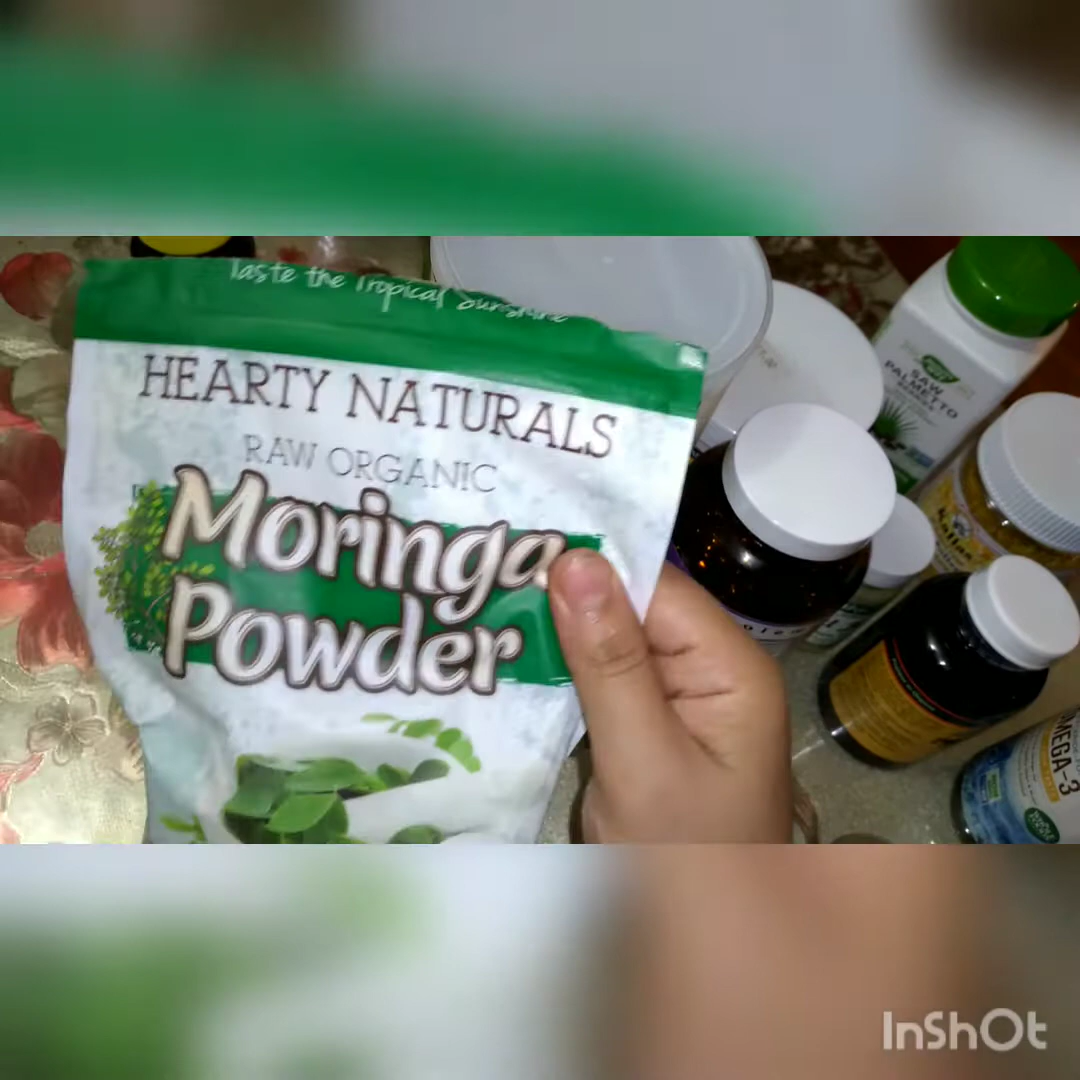 Taste the Tropical Sunshine
HEARTY NATURALS
RAW ORGANIC
Moringa
Powder
SAW
PALMETTO
MEGA-3
InShOt